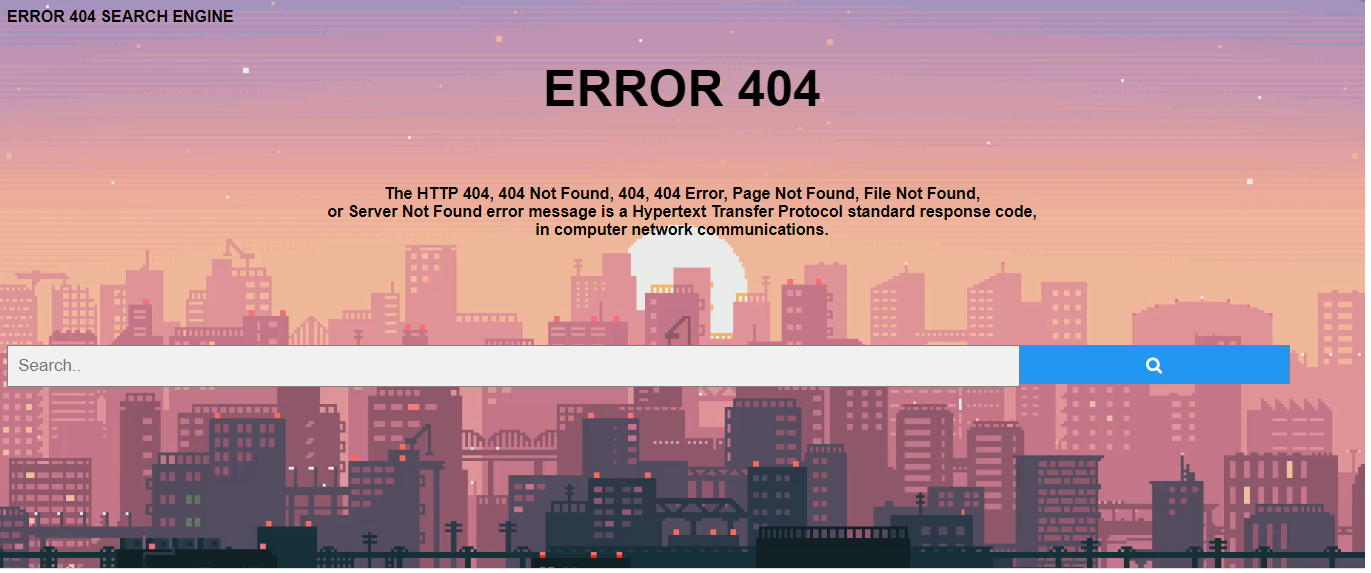 ERROR 404 SEARCH ENGINE
ERROR 404
The HTTP 404, 404 Not Found, 404, 404 Error, Page Not Found, File Not Found,
or Server Not Found error message is a Hypertext Transfer Protocol standard response code,
in computer network communications.
Search..